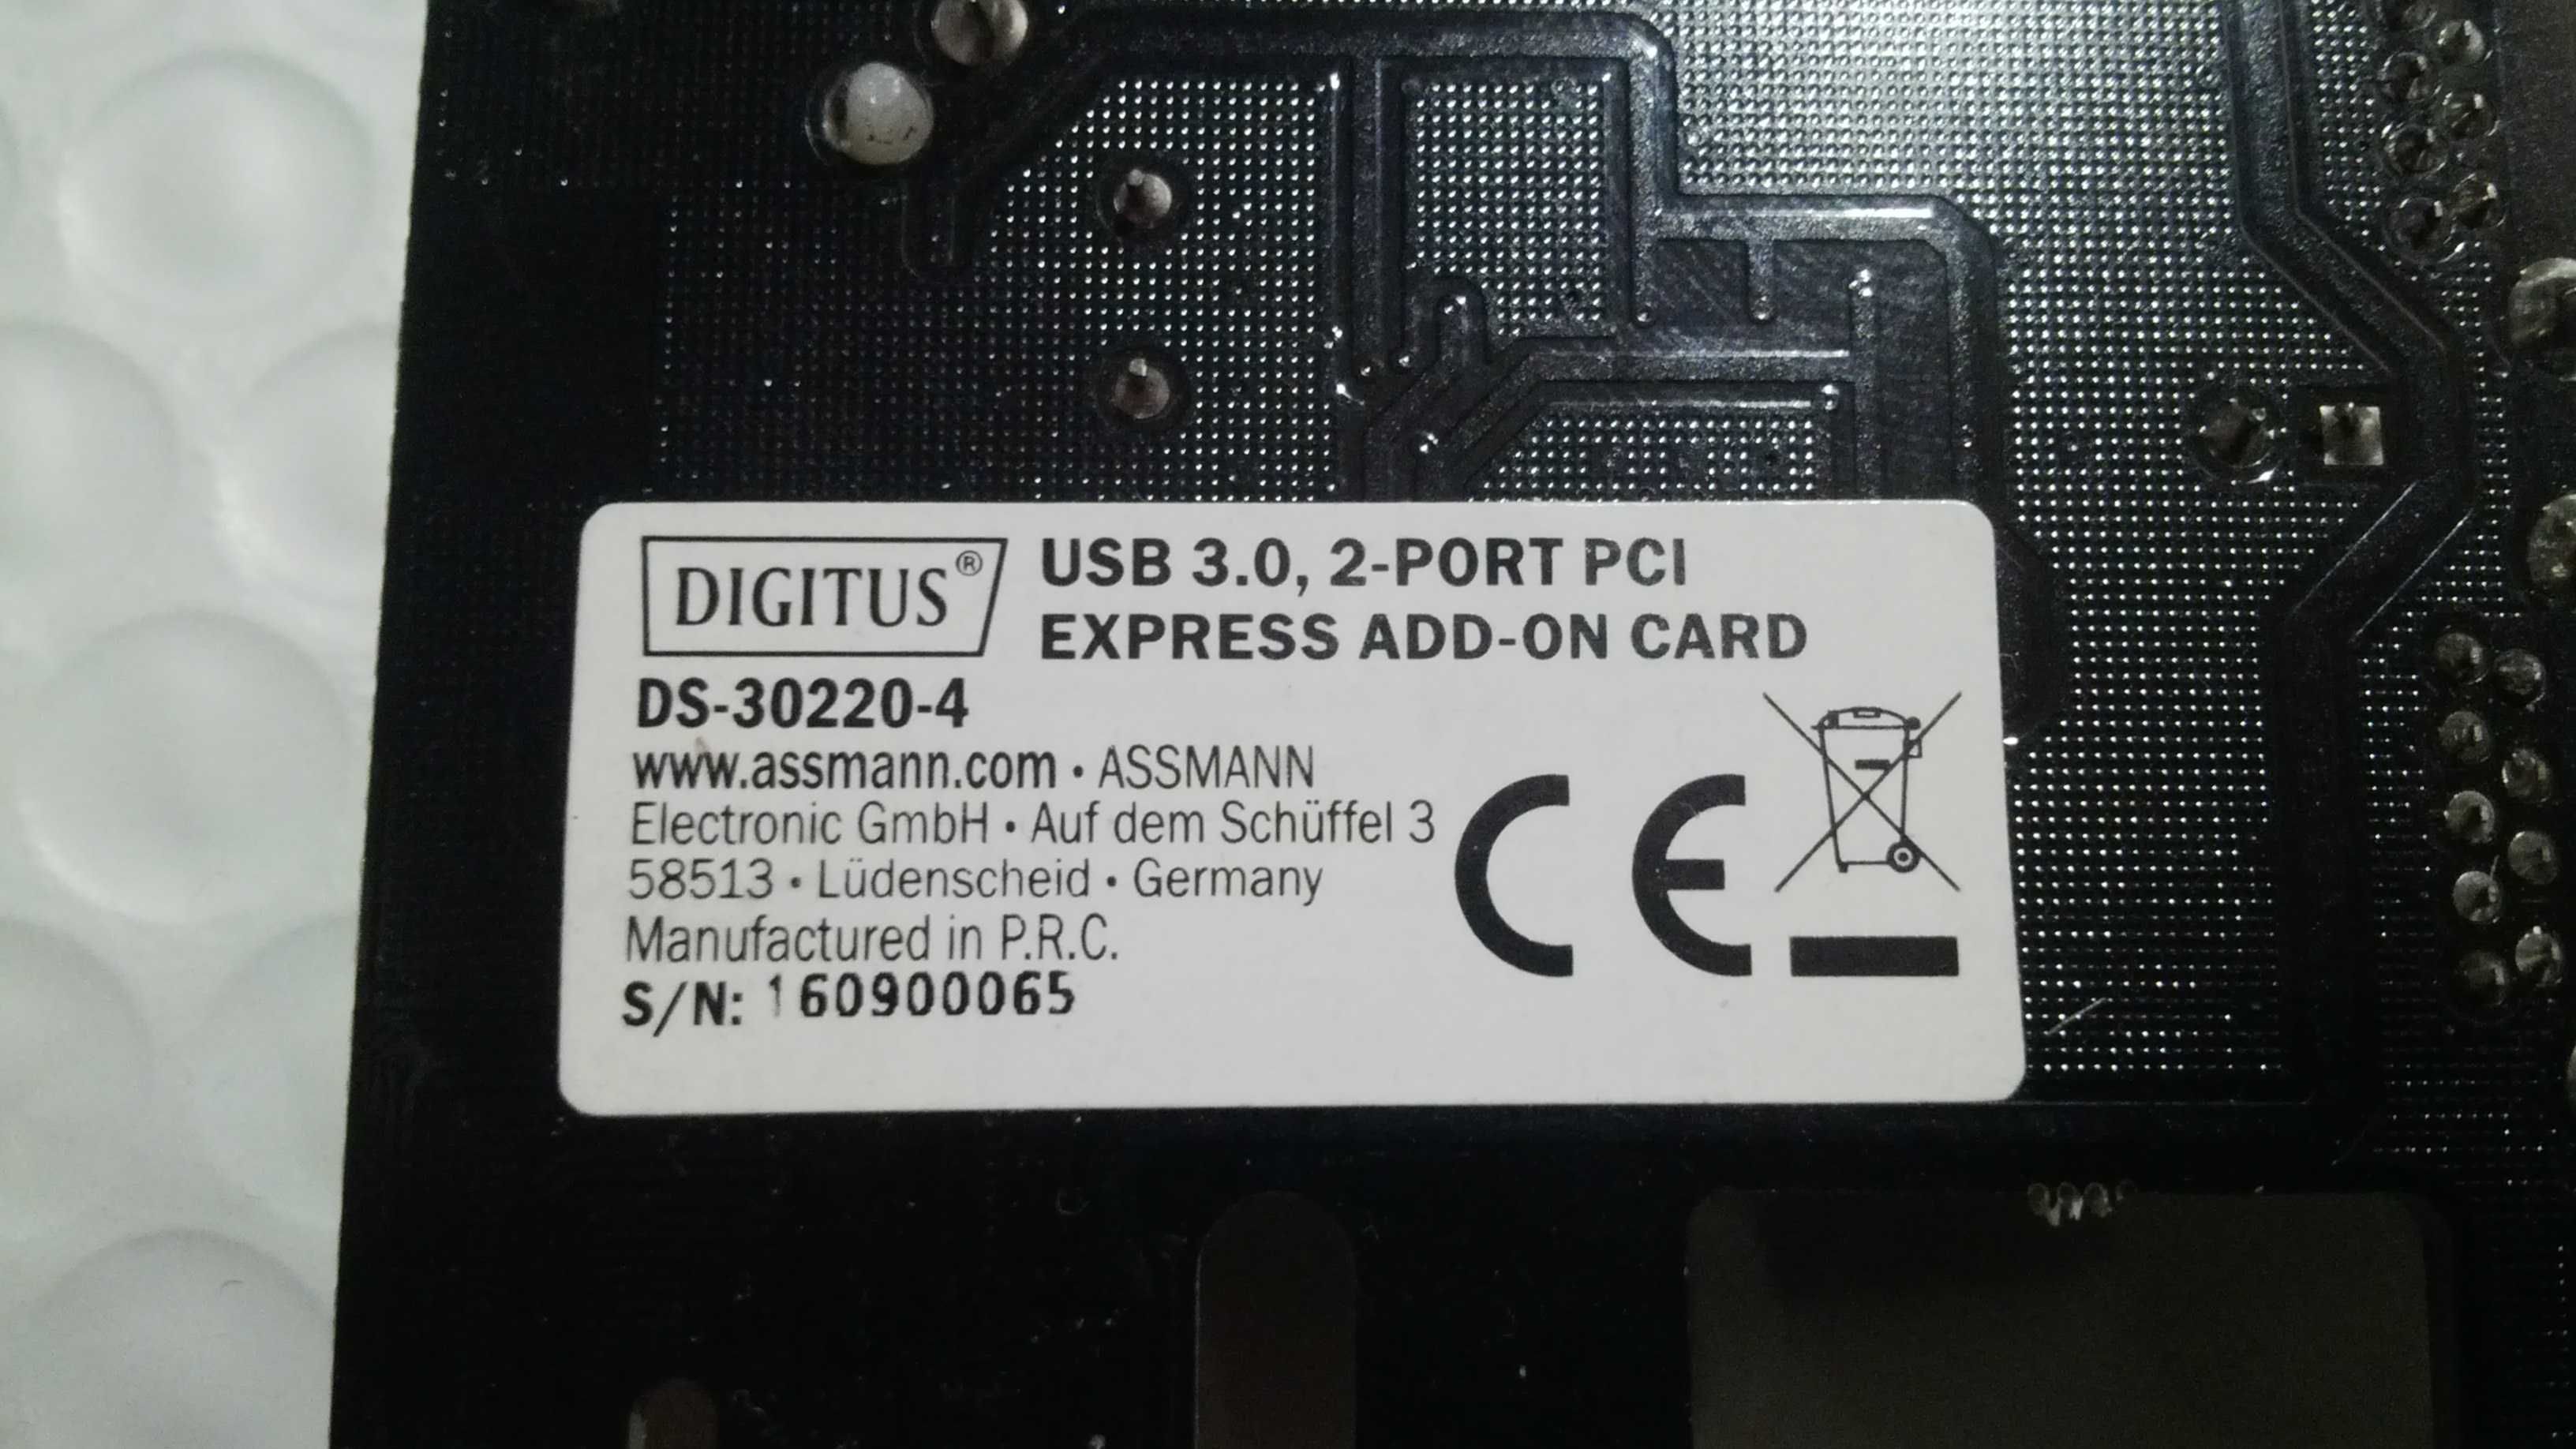 DIGITUS®
USB 3.0, 2-PORT PCI
EXPRESS ADD-ON CARD
DS-30220-4
www.assmann.com • ASSMANN
Electronic GmbH • Auf dem Schüffel 3
58513 • Lüdenscheid • Germany
Manufactured in P.R.C.
S/N: 160900065
CE